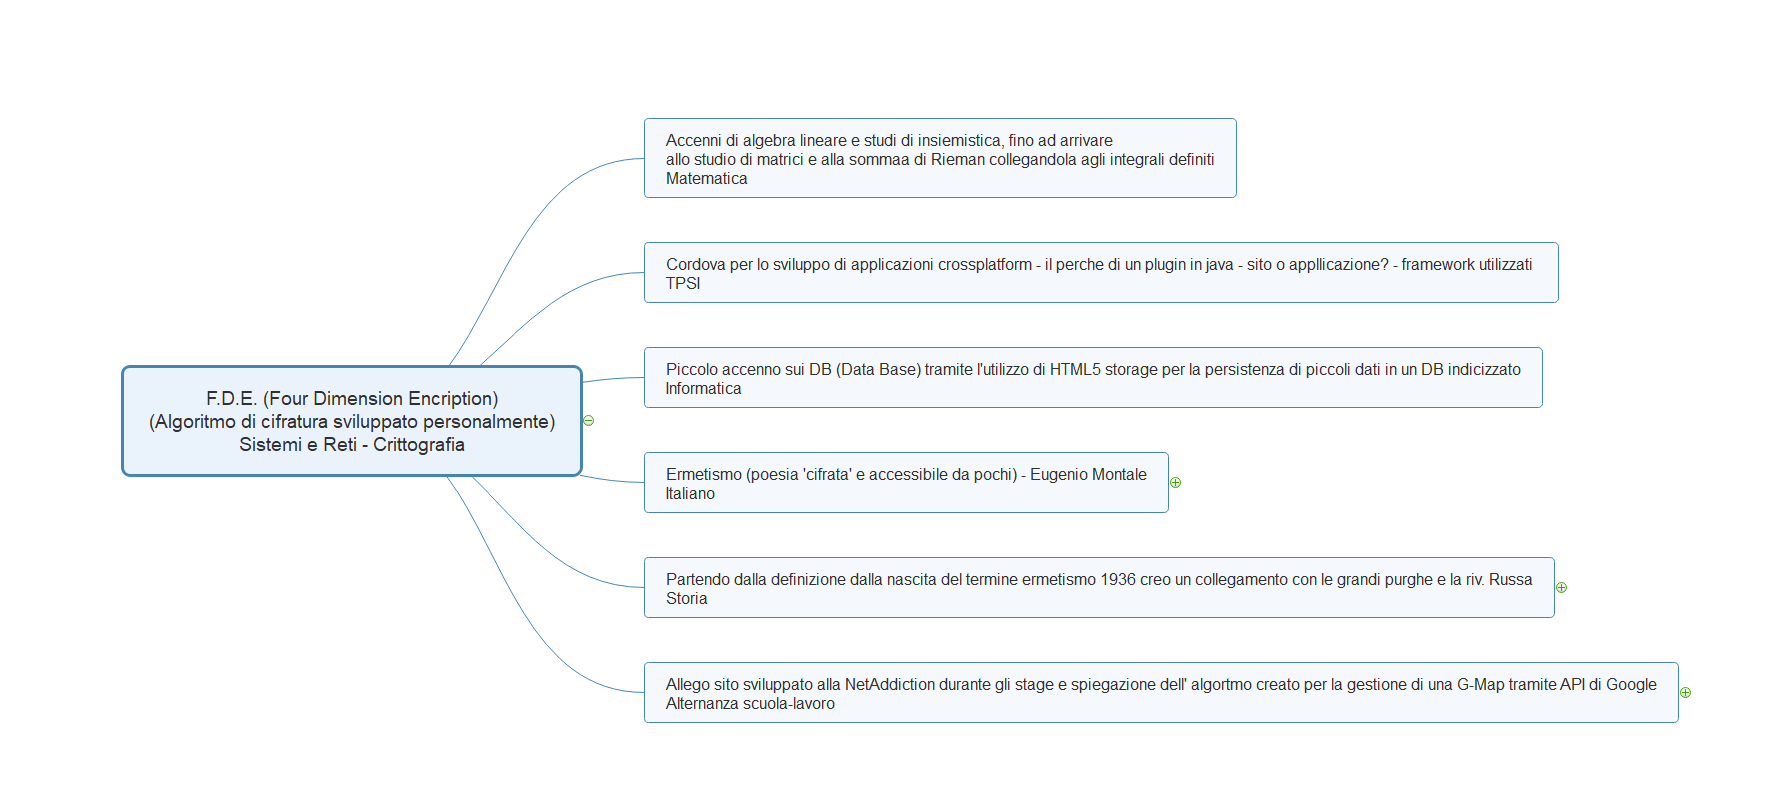 Accenni di algebra lineare e studi di insiemistica, fino ad arrivare
allo studio di matrici e alla sommaa di Rieman collegandola agli integrali definiti
Matematica
Cordova per lo sviluppo di applicazioni crossplatform - il perche di un plugin in java - sito o appllicazione? - framework utilizzati
TPSI
Piccolo accenno sui DB (Data Base) tramite l'utilizzo di HTML5 storage per la persistenza di piccoli dati in un DB indicizzato
Informatica
F.D.E. (Four Dimension Encription)
(Algoritmo di cifratura sviluppato personalmente)
Sistemi e Reti - Crittografia
Ermetismo (poesia 'cifrata' e accessibile da pochi) - Eugenio Montale
Italiano
Partendo dalla definizione dalla nascita del termine ermetismo 1936 creo un collegamento con le grandi purghe e la riv. Russa
Storia
Allego sito sviluppato alla NetAddiction durante gli stage e spiegazione dell' algortmo creato per la gestione di una G-Map tramite API di Google
Alternanza scuola-lavoro